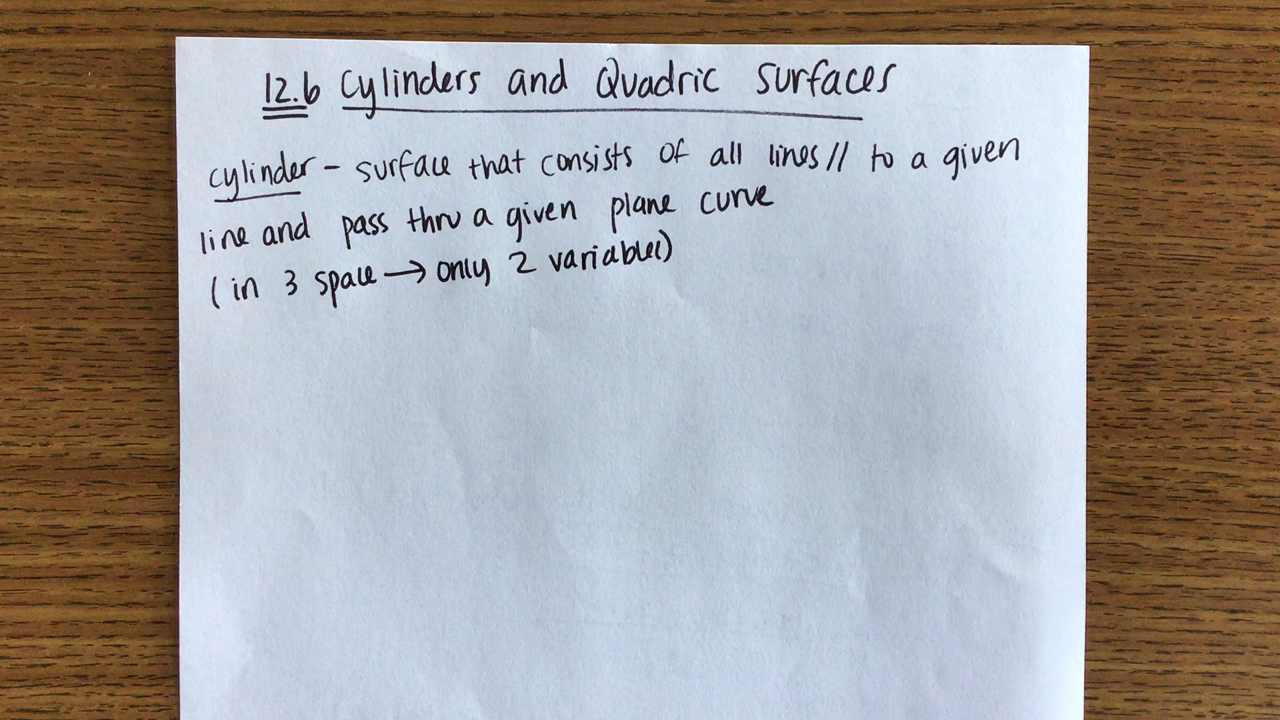 12.6 Cylinders and Quadric surfaces
cylinder - surface that consists of all lines // to a given
line and pass thru a given plane curve
( in 3 space → only 2 variables)